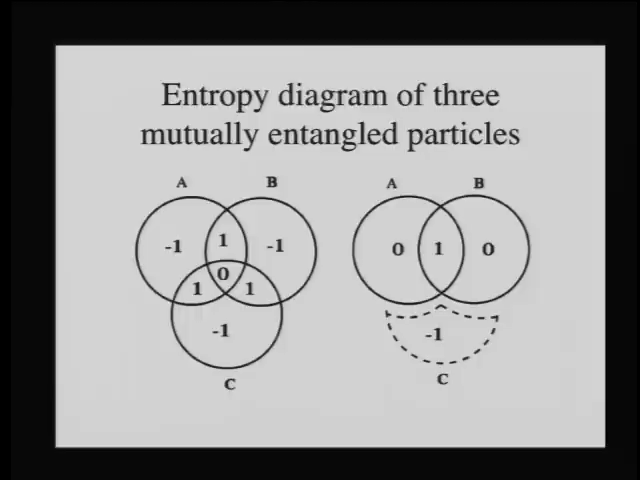 Entropy diagram of three
mutually entangled particles
A B
-1 1 -1
0
1 1
-1
C
A B
0 1 0
-1
C